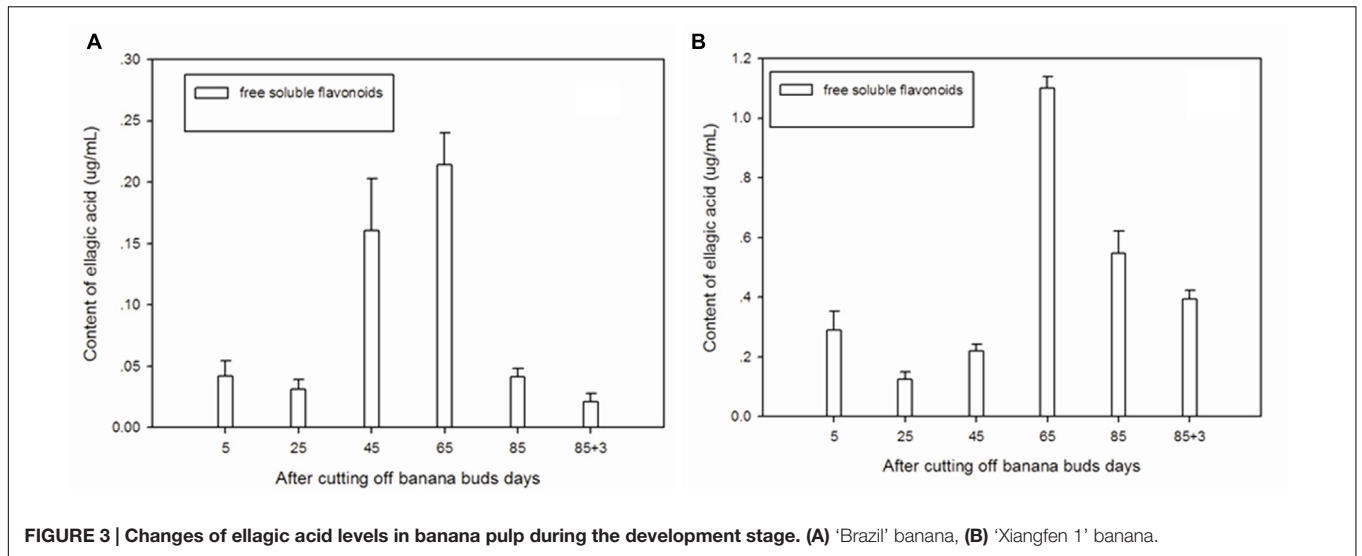 A
.30
.25
.20
.15
.10
.05
0.00
Content of ellagic acid (ug/mL)
free soluble flavonoids
5 25 45 65 85 85+3
After cutting off banana buds days
B
1.2
1.0
.8
.6
.4
.2
0.0
Content of ellagic acid (ug/mL)
free soluble flavonoids
5 25 45 65 85 85+3
After cutting off banana buds days
FIGURE 3 | Changes of ellagic acid levels in banana pulp during the development stage. (A) ‘Brazil’ banana, (B) ‘Xiangfen 1’ banana.